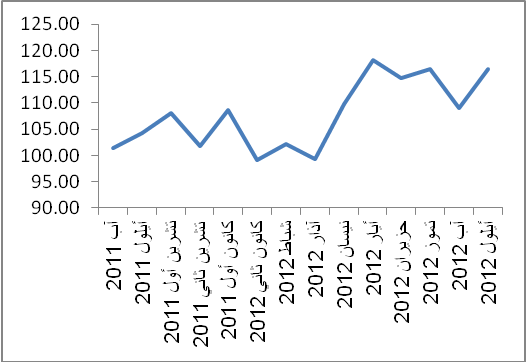 125.00
120.00
115.00
110.00
105.00
100.00
95.00
90.00
آب 2011
أيلول 2011
تشرين أول 2011
تشرين ثاني 2011
كانون أول 2011
كانون ثاني 2012
شباط 2012
آذار 2012
نيسان 2012
أيار 2012
حزيران 2012
تموز 2012
آب 2012
أيلول 2012